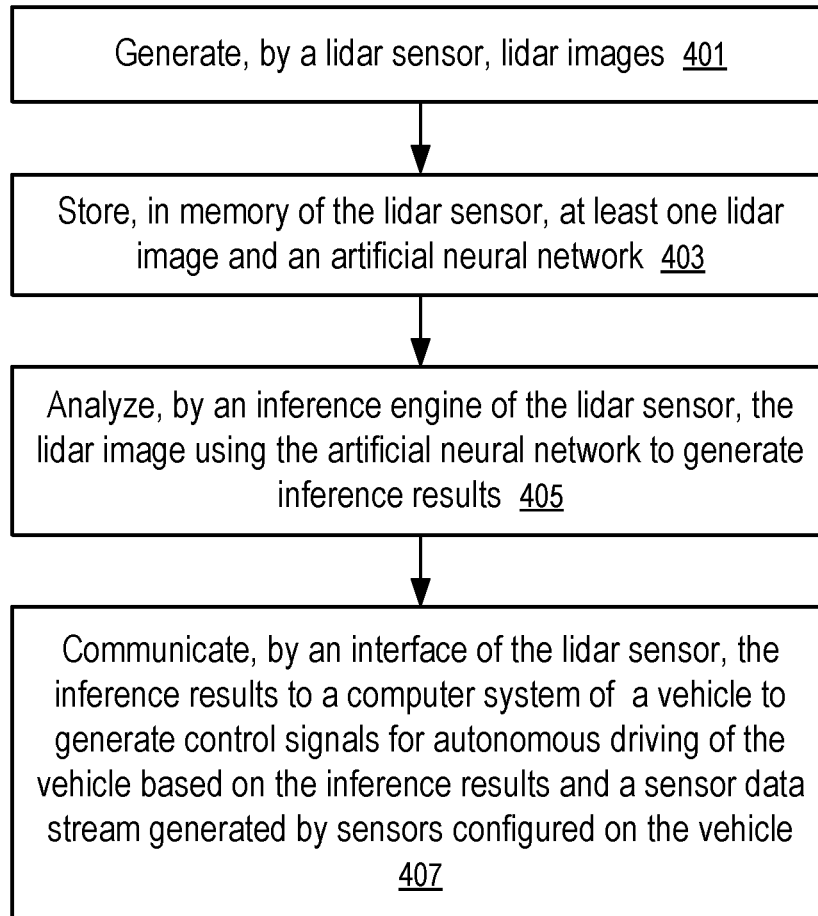 Generate, by a lidar sensor, lidar images 401
Store, in memory of the lidar sensor, at least one lidar
image and an artificial neural network 403
Analyze, by an inference engine of the lidar sensor, the
lidar image using the artificial neural network to generate
inference results 405
Communicate, by an interface of the lidar sensor, the
inference results to a computer system of a vehicle to
generate control signals for autonomous driving of the
vehicle based on the inference results and a sensor data
stream generated by sensors configured on the vehicle
407